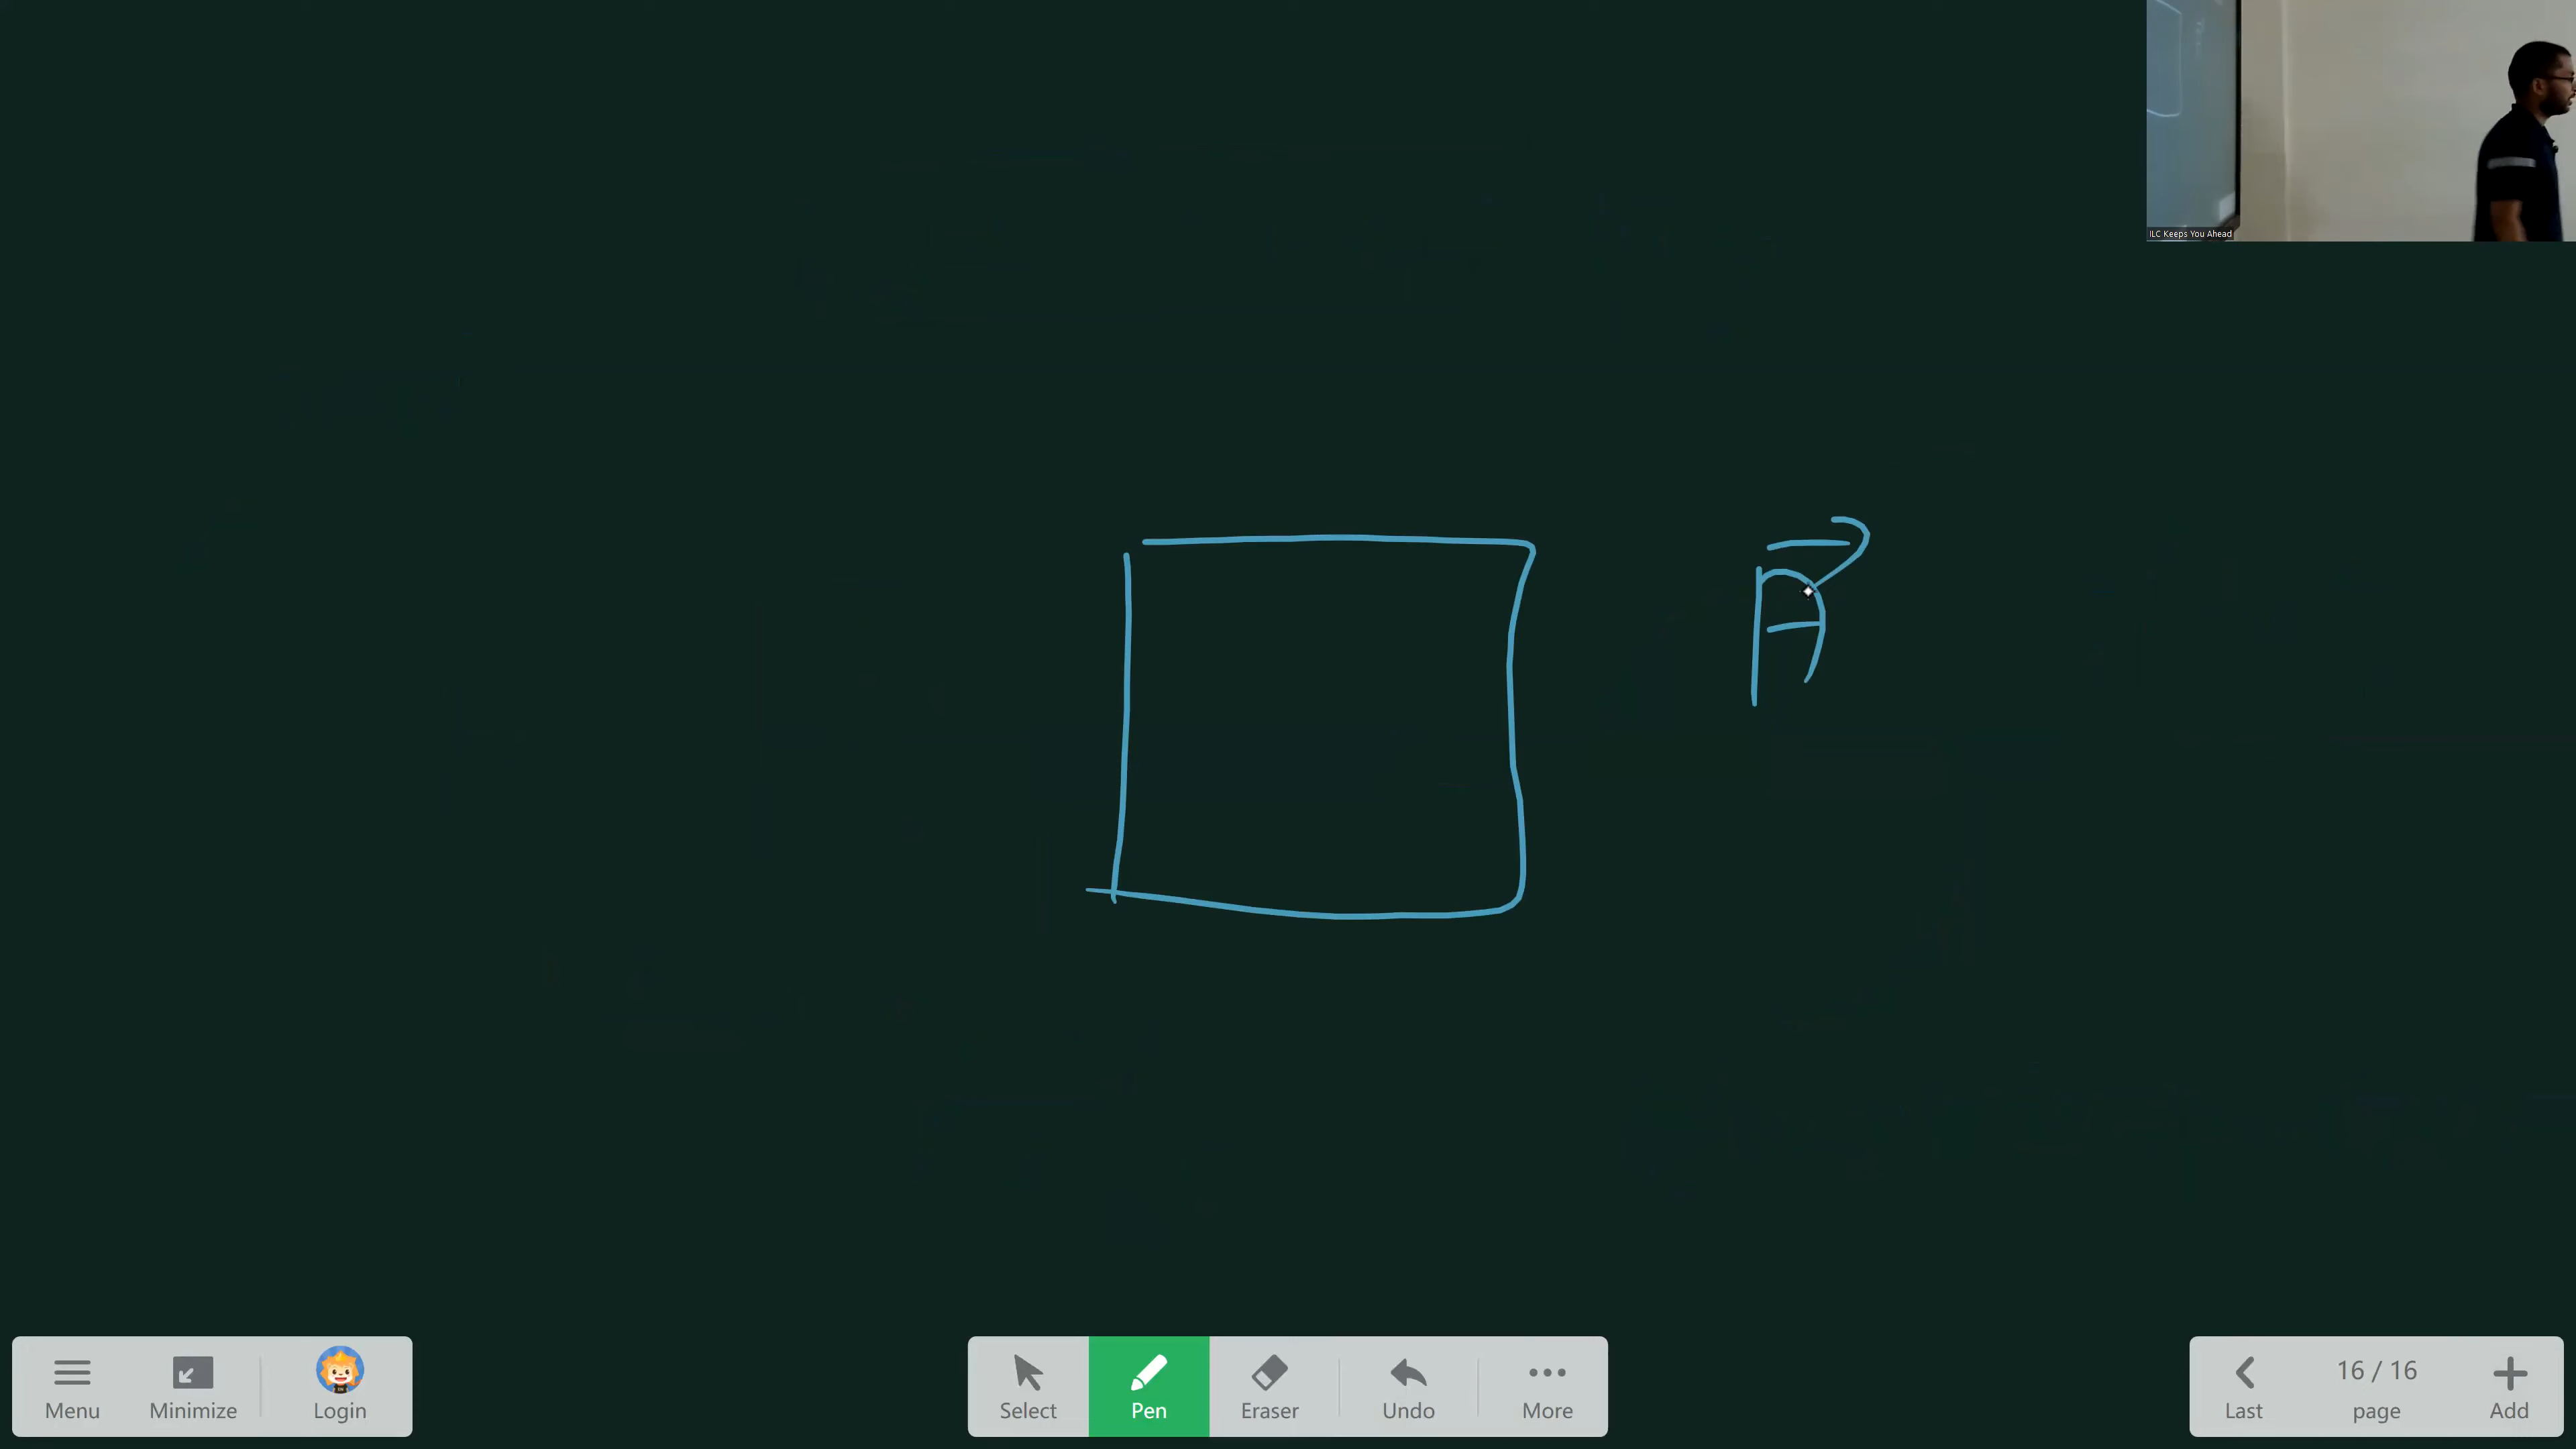 ILC Keeps You Ahead
A
Menu
Minimize
Login
Select
Pen
Eraser
Undo
More
Last
16 / 16
page
Add